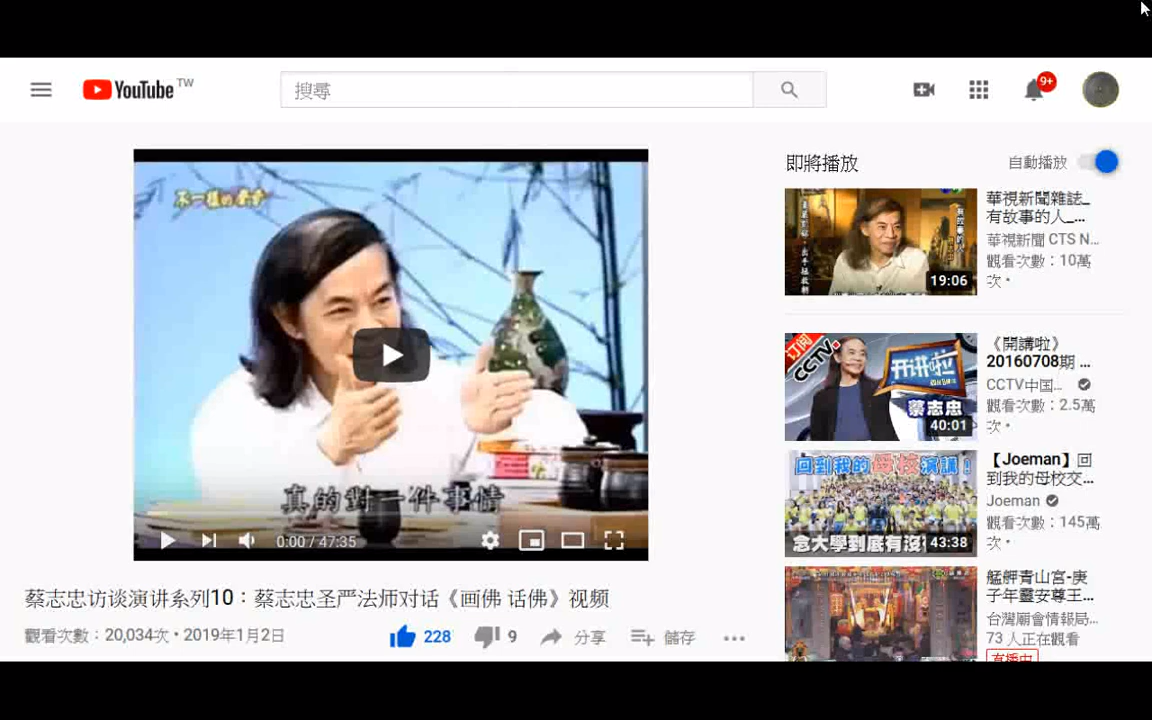 YouTube TW
搜尋
9+
不一樣的聲音
真的對一件事情
0:00 / 47:35
蔡志忠访谈演讲系列10：蔡志忠圣严法师对话《画佛 话佛》视频
觀看次數：20,034次 • 2019年1月2日
228
9
分享
儲存
即將播放
自動播放
19:06
華視新聞雜誌_
有故事的人_...
華視新聞 CTS N...
觀看次數：10萬
次 •
订阅
CCTV
开讲啦
蔡志忠
40:01
《開講啦》
20160708期 ...
CCTV中国...
觀看次數：2.5萬
次 •
回到我的母校演講！
念大學到底有沒
43:38
【Joeman】回
到我的母校交...
Joeman
觀看次數：145萬
次 •
艋舺青山宮-庚
子年靈安尊王...
台灣廟會情報局...
73 人正在觀看
直播中